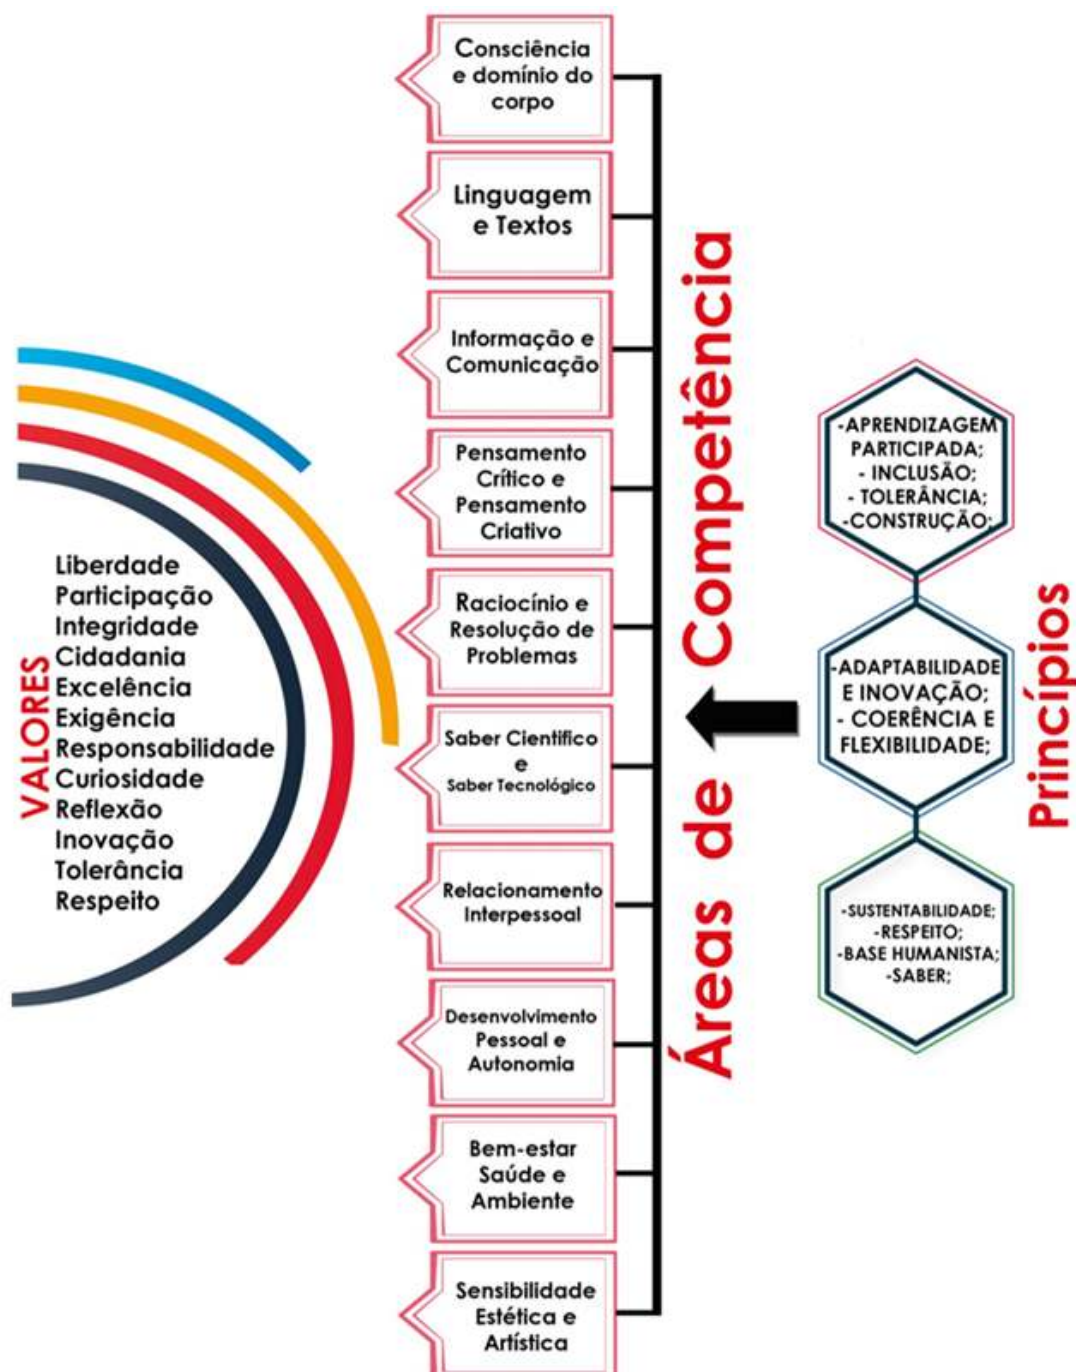 VALORES
Liberdade
Participação
Integridade
Cidadania
Excelência
Exigência
Responsabilidade
Curiosidade
Reflexão
Inovação
Tolerância
Respeito
Consciência
e domínio do
corpo
Linguagem
e Textos
Informação e
Comunicação
Pensamento
Crítico e
Pensamento
Criativo
Raciocínio e
Resolução de
Problemas
Saber Científico
e
Saber Tecnológico
Relacionamento
Interpessoal
Desenvolvimento
Pessoal e
Autonomia
Bem-estar
Saúde e
Ambiente
Sensibilidade
Estética e
Artística
Áreas de Competência
-APRENDIZAGEM
PARTICIPADA;
- INCLUSÃO;
- TOLERÂNCIA;
-CONSTRUÇÃO;
-ADAPTABILIDADE
E INOVAÇÃO;
- COERÊNCIA E
FLEXIBILIDADE;
-SUSTENTABILIDADE;
-RESPEITO;
-BASE HUMANISTA;
-SABER;
Princípios